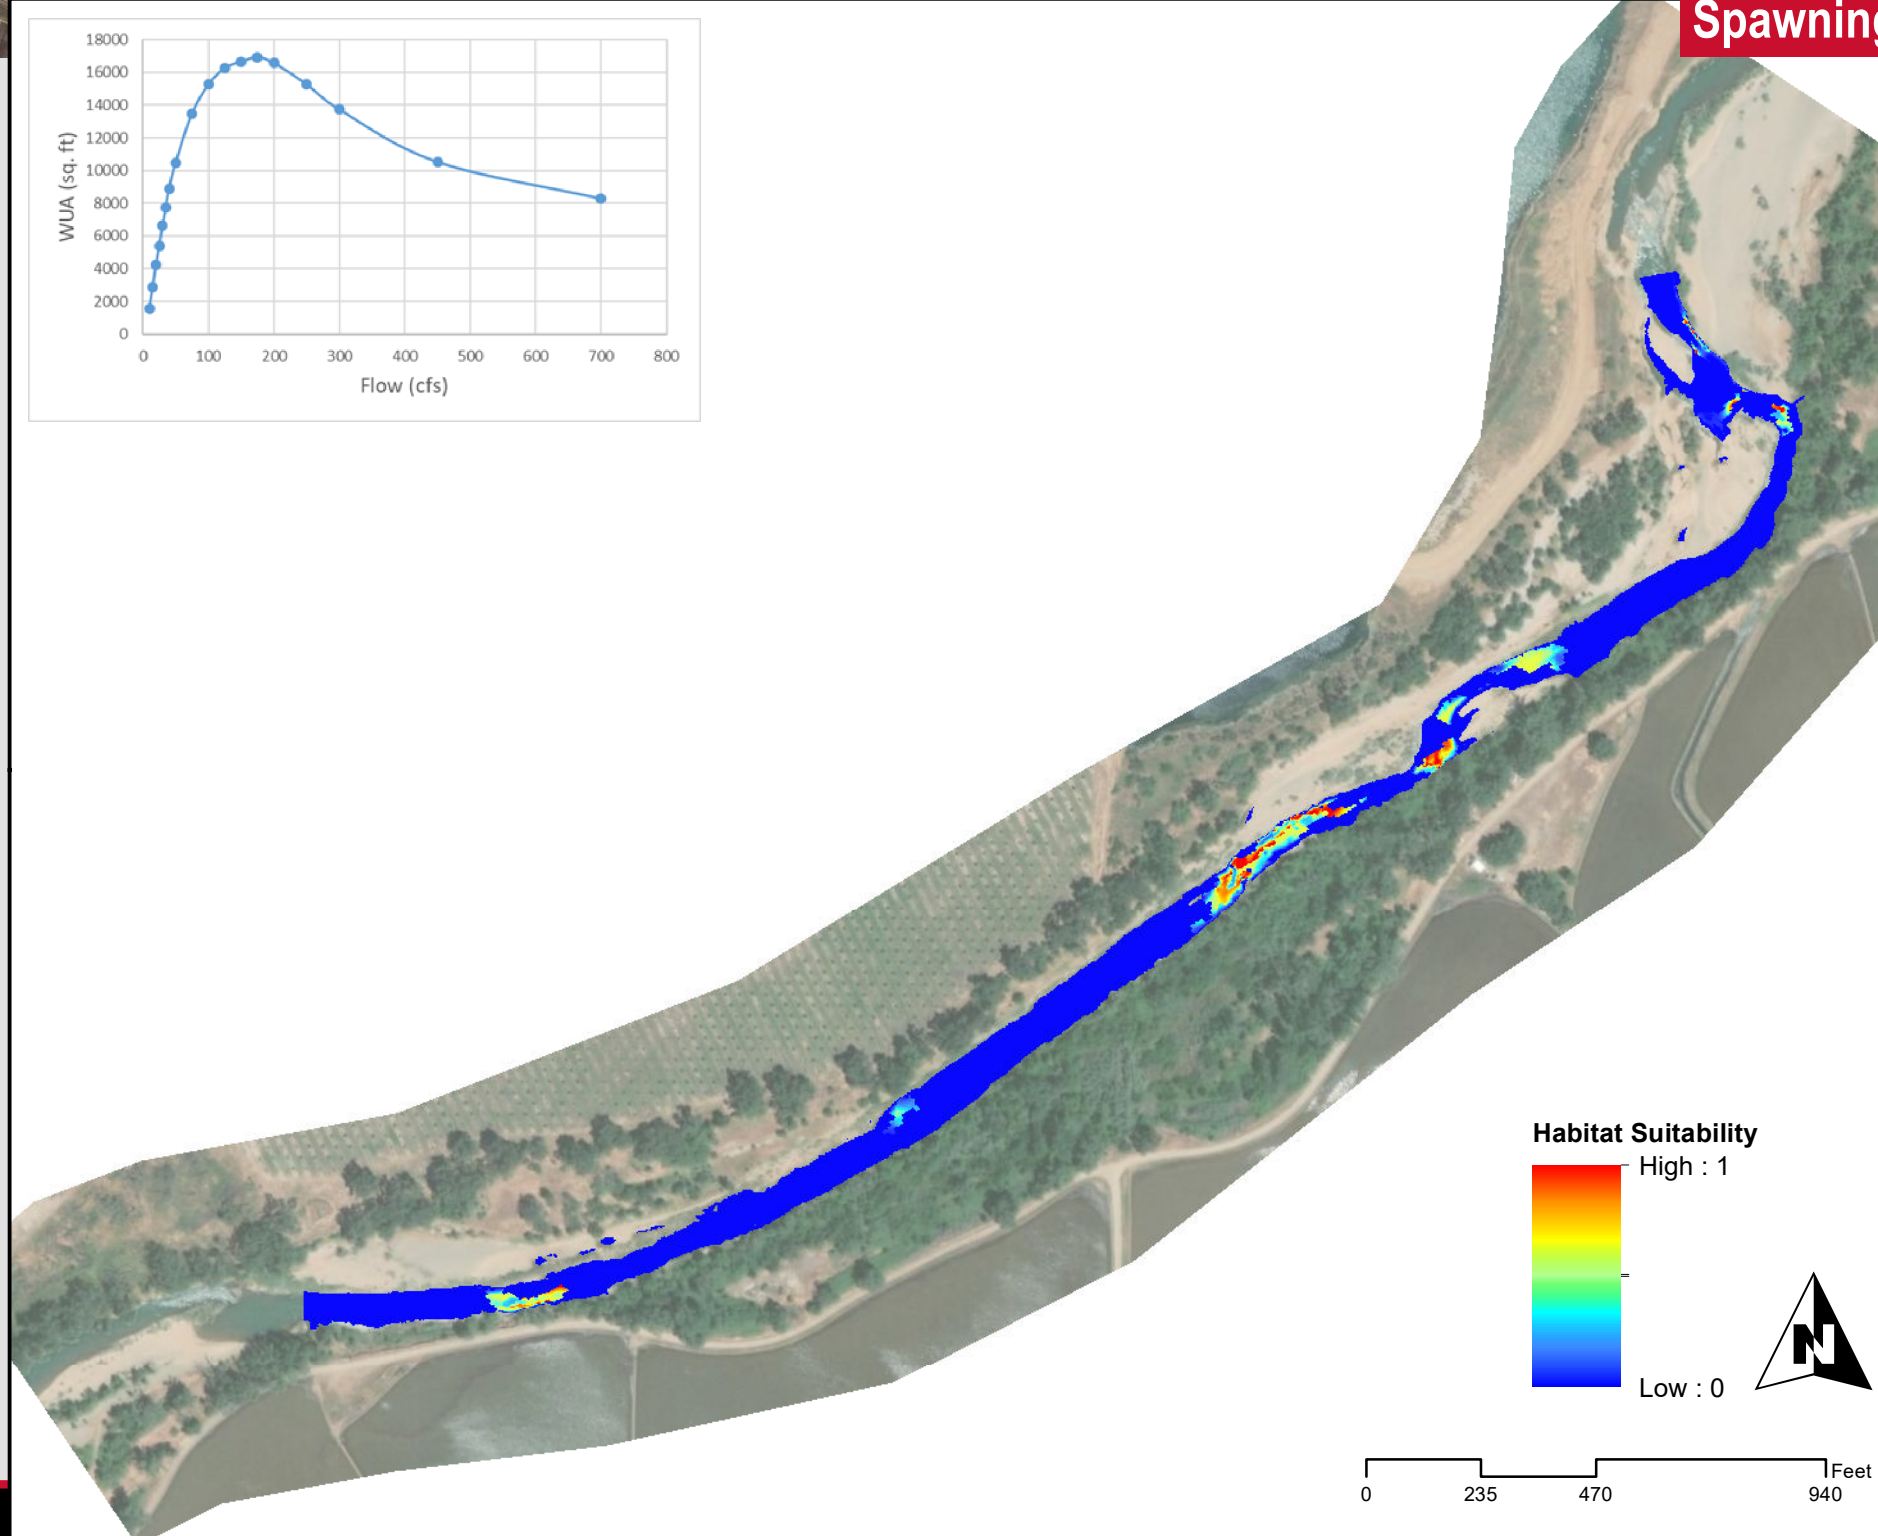 Spawning
18000
16000
14000
12000
10000
8000
6000
4000
2000
0
WUA (sq. ft)
0 100 200 300 400 500 600 700 800
Flow (cfs)
Habitat Suitability
High : 1
Low : 0
N
Feet
0 235 470 940